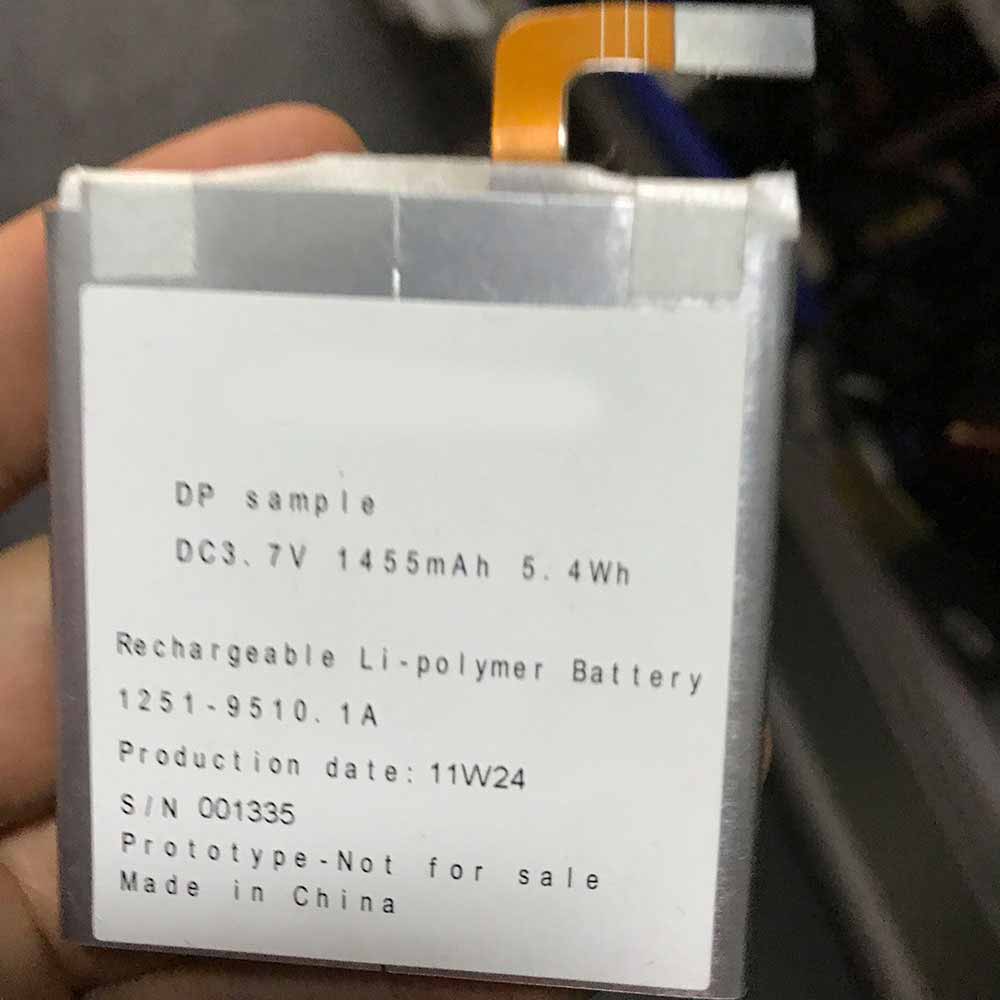 DP sample
DC3.7V 1455mAh 5.4Wh
Rechargeable Li-polymer Battery
1251-9510.1A
Production date: 11W24
S/N 001335
Prototype-Not for sale
Made in China